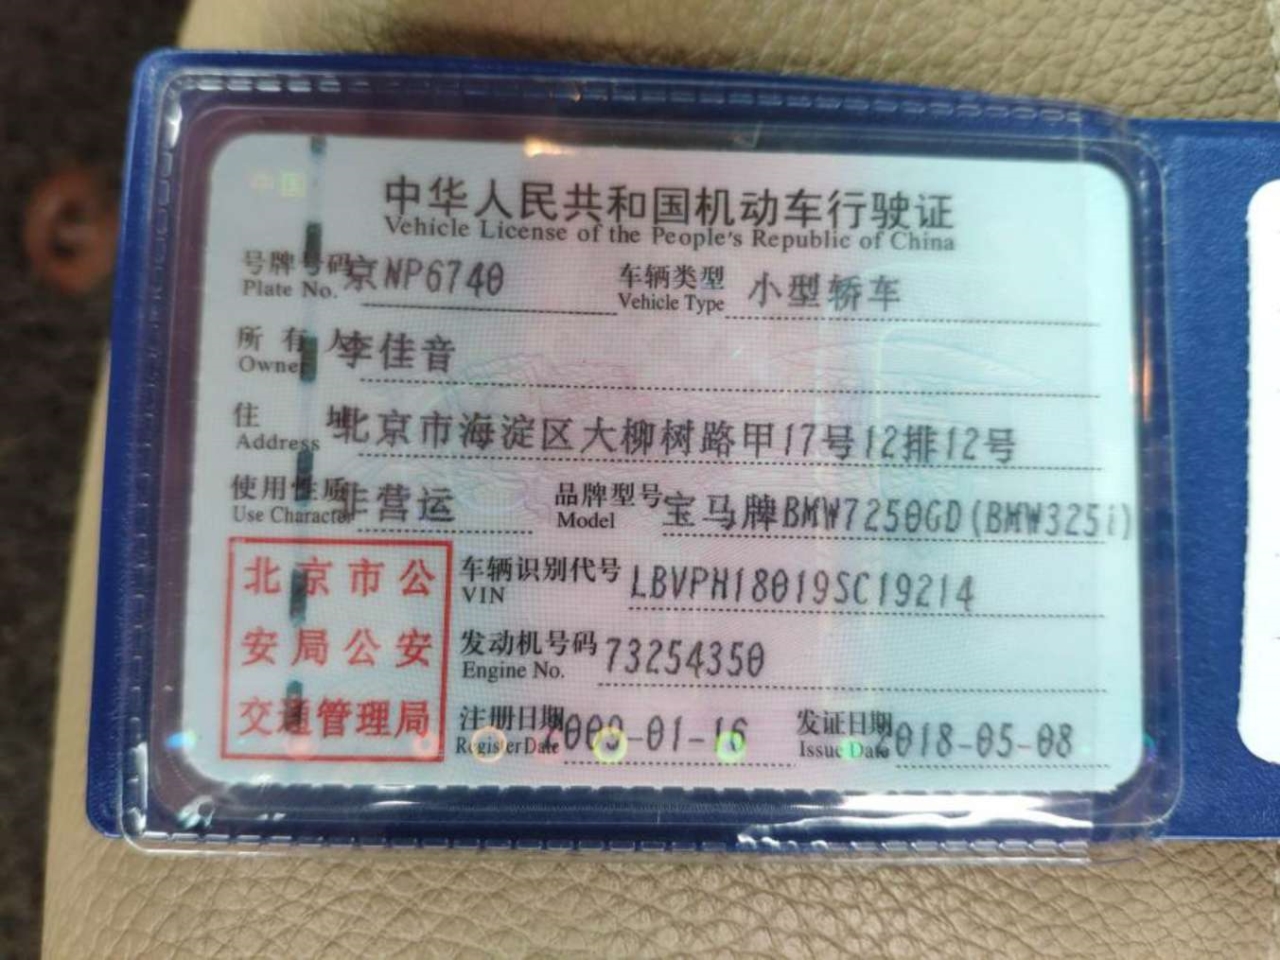 中国
中华人民共和国机动车行驶证
Vehicle License of the People's Republic of China
号牌号码 京NP6740 车辆类型 小型轿车
Plate No. Vehicle Type
所有人 李佳音
Owner
住址 北京市海淀区大柳树路甲17号12排12号
Address
使用性质 非营运 品牌型号 宝马牌BMW7250GD(BMW325i)
Use Character Model
北京市公
安局公安
交通管理局
车辆识别代号 LBVPH18019SC19214
VIN
发动机号码 73254350
Engine No.
注册日期 2009-01-16 发证日期 2018-05-08
Register Date Issue Date